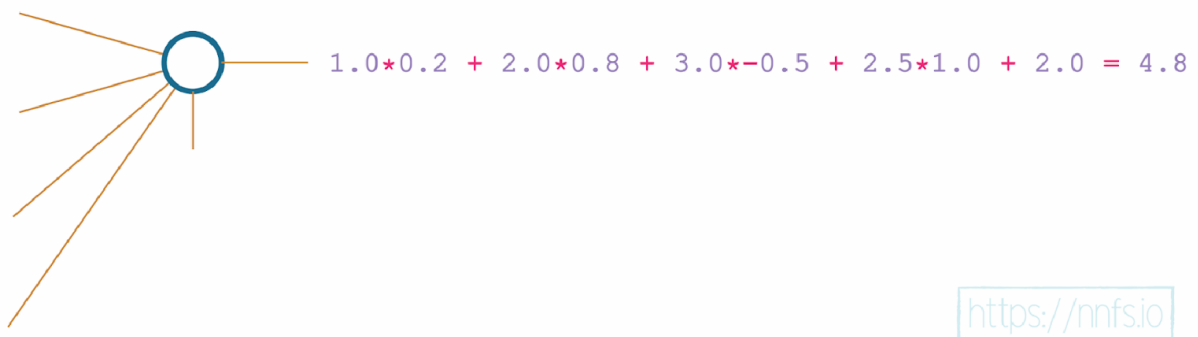 1.0*0.2 + 2.0*0.8 + 3.0*-0.5 + 2.5*1.0 + 2.0 = 4.8
https://nnfs.io